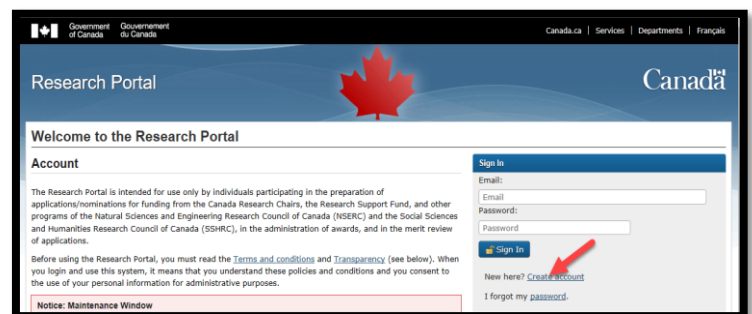 Government of Canada Gouvernement du Canada
Canada.ca | Services | Departments | Français
Research Portal
Canada
Welcome to the Research Portal
Account
The Research Portal is intended for use only by individuals participating in the preparation of
applications/nominations for funding from the Canada Research Chairs, the Research Support Fund, and other
programs of the Natural Sciences and Engineering Research Council of Canada (NSERC) and the Social Sciences
and Humanities Research Council of Canada (SSHRC), in the administration of awards, and in the merit review
of applications.
Before using the Research Portal, you must read the Terms and conditions and Transparency (see below). When
you login and use this system, it means that you understand these policies and conditions and you consent to
the use of your personal information for administrative purposes.
Notice: Maintenance Window
Sign In
Email:
Email
Password:
Password
Sign In
New here? Create account
I forgot my password.